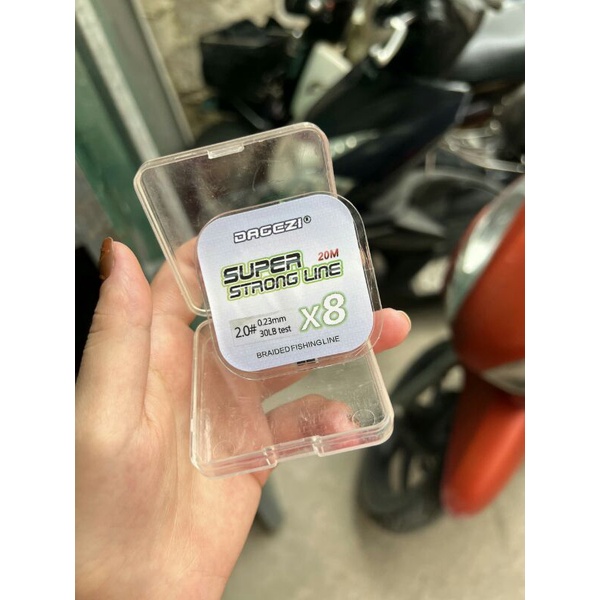 DAGEZI®
20M
SUPER
STRONG LINE
2.0# 0.23mm
30LB test
x8
BRAIDED FISHING LINE